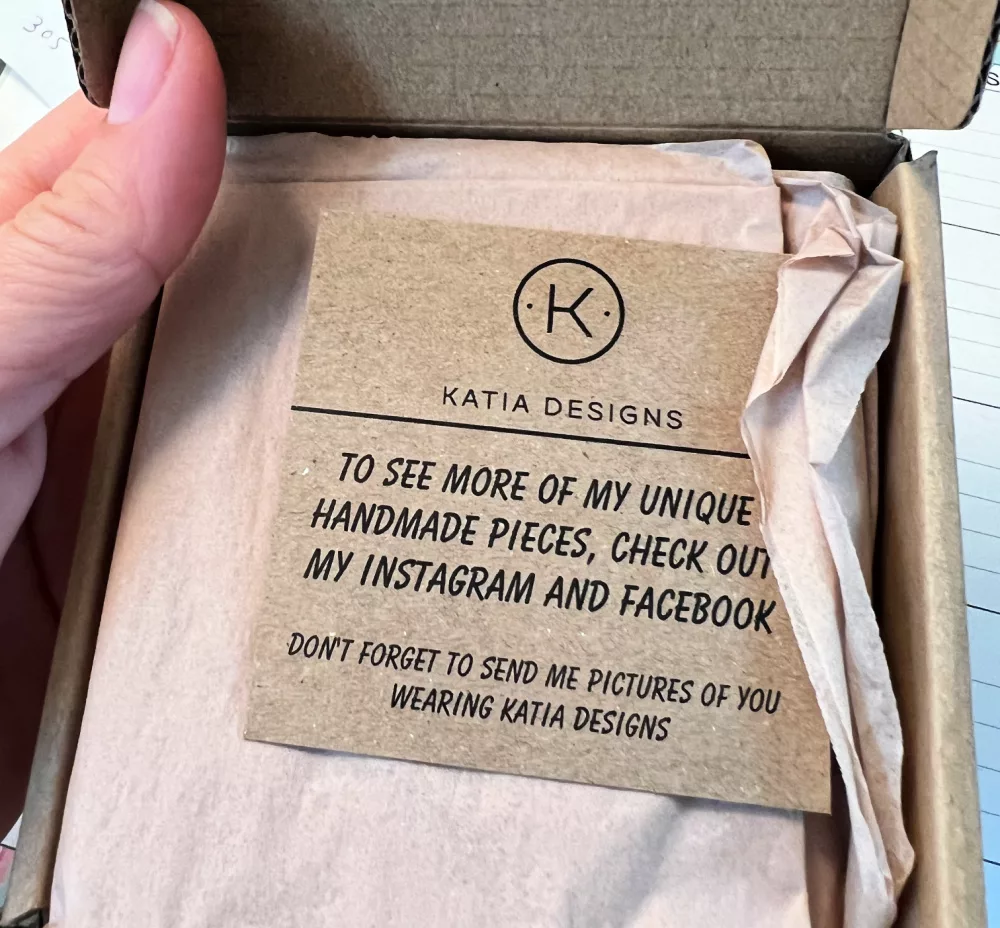 305
K
KATIA DESIGNS
TO SEE MORE OF MY UNIQUE
HANDMADE PIECES, CHECK OUT
MY INSTAGRAM AND FACEBOOK
DON'T FORGET TO SEND ME PICTURES OF YOU
WEARING KATIA DESIGNS
S